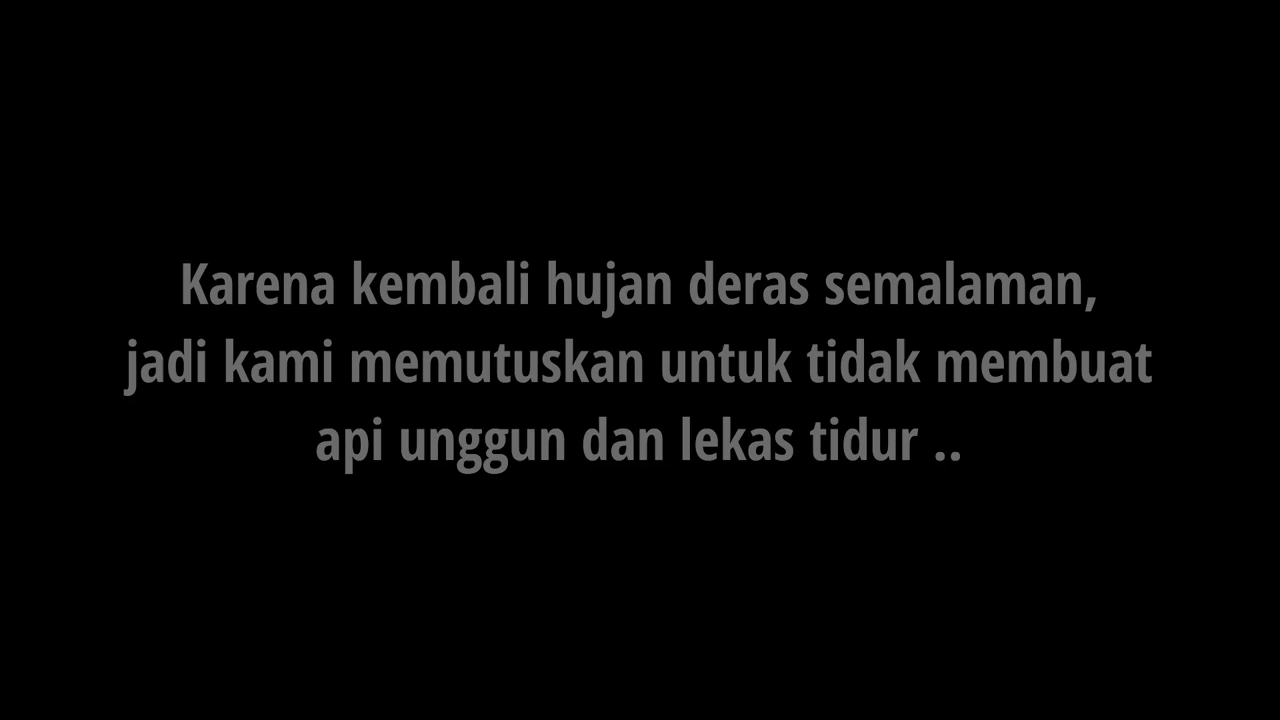 Karena kembali hujan deras semalaman,
jadi kami memutuskan untuk tidak membuat
api unggun dan lekas tidur ..